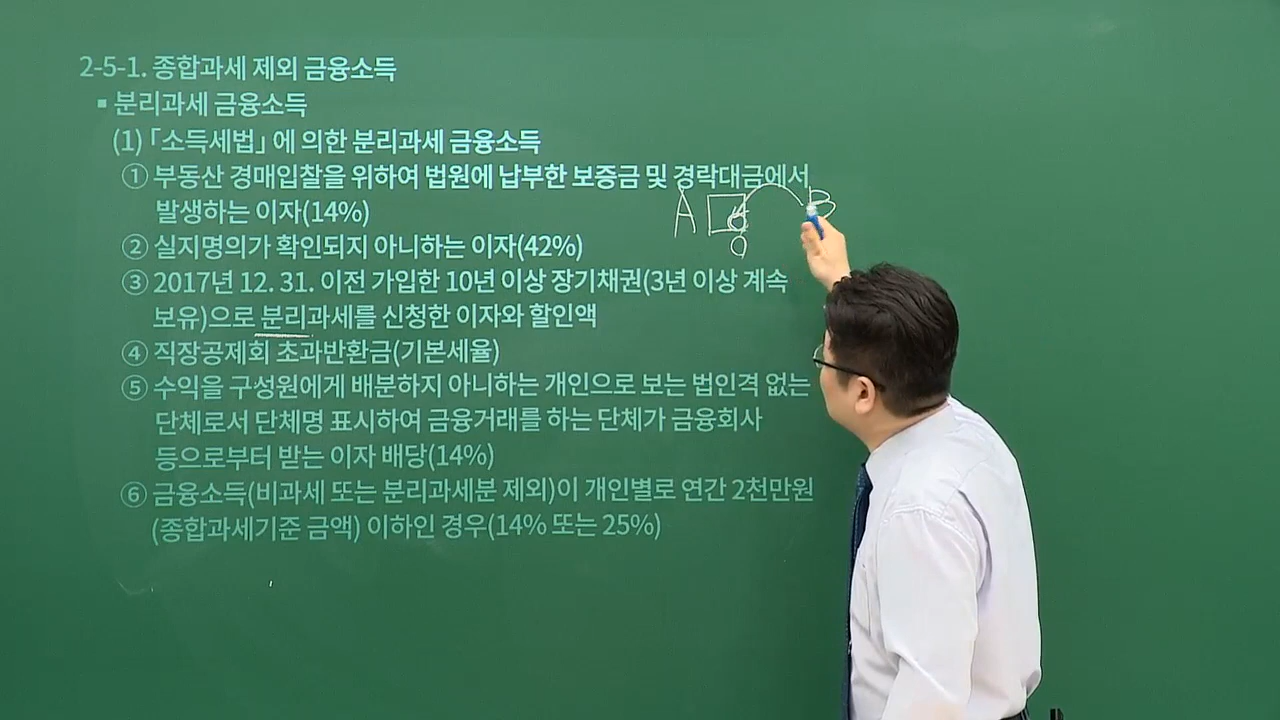 2-5-1. 종합과세 제외 금융소득
▪ 분리과세 금융소득
(1) 「소득세법」에 의한 분리과세 금융소득
① 부동산 경매입찰을 위하여 법원에 납부한 보증금 및 경락대금에서
발생하는 이자(14%)
A B
② 실지명의가 확인되지 아니하는 이자(42%)
③ 2017년 12. 31. 이전 가입한 10년 이상 장기채권(3년 이상 계속
보유)으로 분리과세를 신청한 이자와 할인액
④ 직장공제회 초과반환금(기본세율)
⑤ 수익을 구성원에게 배분하지 아니하는 개인으로 보는 법인격 없는
단체로서 단체명 표시하여 금융거래를 하는 단체가 금융회사
등으로부터 받는 이자 배당(14%)
⑥ 금융소득(비과세 또는 분리과세분 제외)이 개인별로 연간 2천만원
(종합과세기준 금액) 이하인 경우(14% 또는 25%)